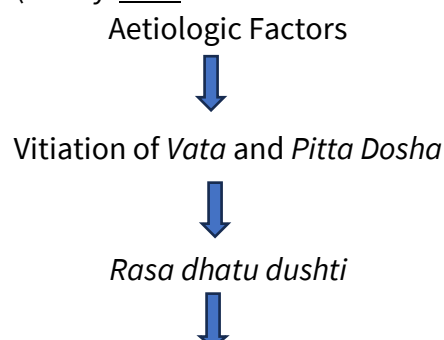 Aetiologic Factors
Vitiation of Vata and Pitta Dosha
Rasa dhatu dushti